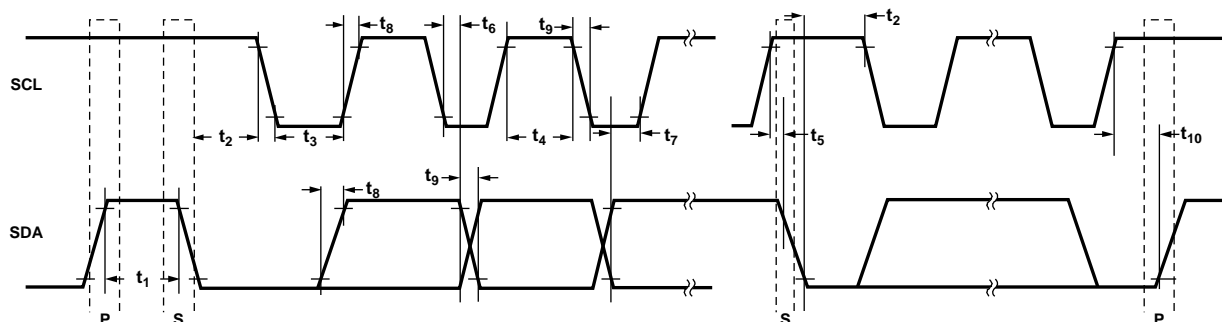 t8 t6 t9 t2
SCL
t2 t3 t4 t7 t5 t10
t9 t8
SDA
t1
P S S P